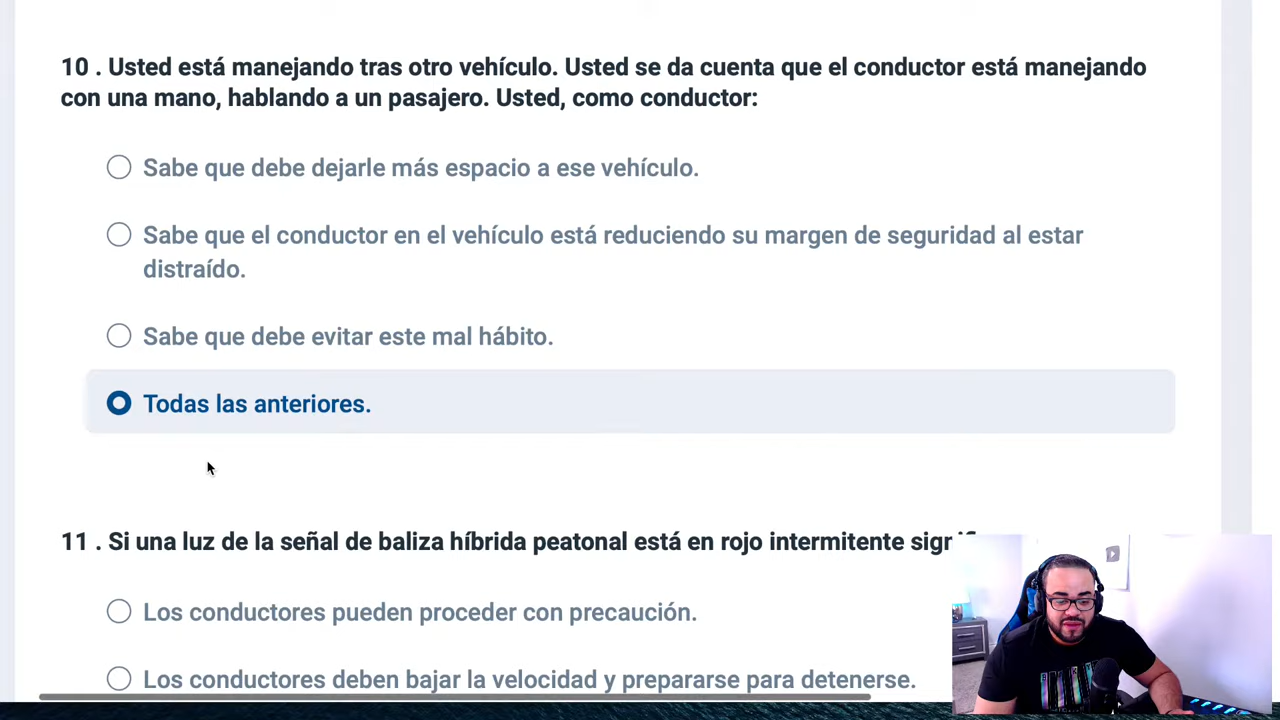 10 . Usted está manejando tras otro vehículo. Usted se da cuenta que el conductor está manejando
con una mano, hablando a un pasajero. Usted, como conductor:
Sabe que debe dejarle más espacio a ese vehículo.
Sabe que el conductor en el vehículo está reduciendo su margen de seguridad al estar
distraído.
Sabe que debe evitar este mal hábito.
Todas las anteriores.
11 . Si una luz de la señal de baliza híbrida peatonal está en rojo intermitente
Los conductores pueden proceder con precaución.
Los conductores deben bajar la velocidad y prepararse para detenerse.